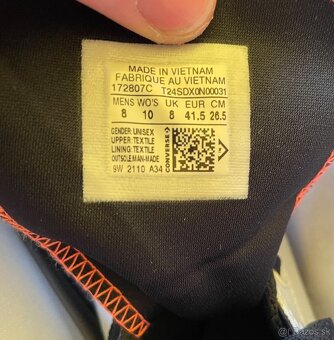 MADE IN VIETNAM
FABRIQUE AU VIETNAM
172807C T24SDX0N00031
MENS WO'S UK EUR CM
8 10 8 41.5 26.5
GENDER: UNISEX
UPPER: TEXTILE
LINING: TEXTILE
OUTSOLE: MAN-MADE
9W 2110 A34
CONVERSE